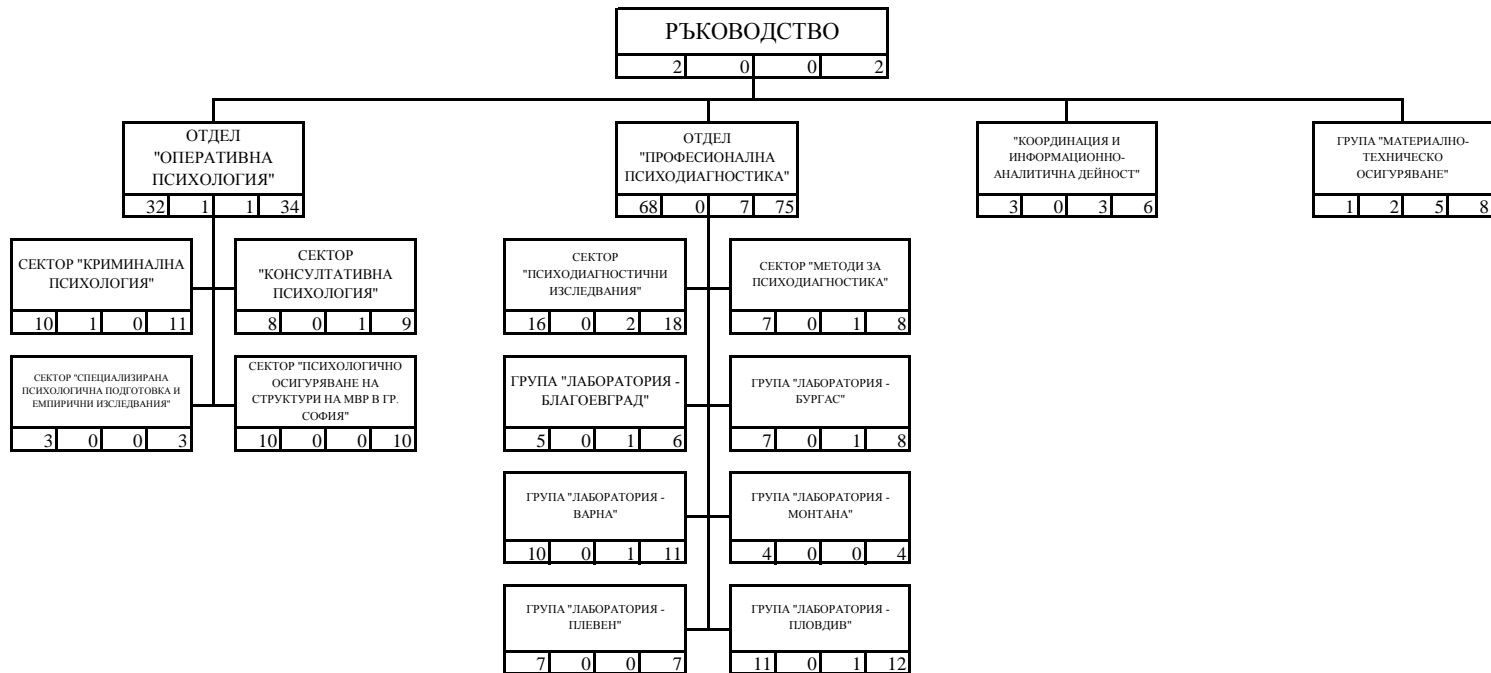 РЪКОВОДСТВО
2 0 0 2
ОТДЕЛ
"ОПЕРАТИВНА
ПСИХОЛОГИЯ"
32 1 1 34
ОТДЕЛ
"ПРОФЕСИОНАЛНА
ПСИХОДИАГНОСТИКА"
68 0 7 75
"КООРДИНАЦИЯ И
ИНФОРМАЦИОННО-
АНАЛИТИЧНА ДЕЙНОСТ"
3 0 3 6
ГРУПА "МАТЕРИАЛНО-
ТЕХНИЧЕСКО
ОСИГУРЯВАНЕ"
1 2 5 8
СЕКТОР "КРИМИНАЛНА
ПСИХОЛОГИЯ"
10 1 0 11
СЕКТОР
"КОНСУЛТАТИВНА
ПСИХОЛОГИЯ"
8 0 1 9
СЕКТОР
"ПСИХОДИАГНОСТИЧНИ
ИЗСЛЕДВАНИЯ"
16 0 2 18
СЕКТОР "МЕТОДИ ЗА
ПСИХОДИАГНОСТИКА"
7 0 1 8
СЕКТОР "СПЕЦИАЛИЗИРАНА
ПСИХОЛОГИЧНА ПОДГОТОВКА И
ЕМПИРИЧНИ ИЗСЛЕДВАНИЯ"
3 0 0 3
СЕКТОР "ПСИХОЛОГИЧНО
ОСИГУРЯВАНЕ НА
СТРУКТУРИ НА МВР В ГР.
СОФИЯ"
10 0 0 10
ГРУПА "ЛАБОРАТОРИЯ -
БЛАГОЕВГРАД"
5 0 1 6
ГРУПА "ЛАБОРАТОРИЯ -
БУРГАС"
7 0 1 8
ГРУПА "ЛАБОРАТОРИЯ -
ВАРНА"
10 0 1 11
ГРУПА "ЛАБОРАТОРИЯ -
МОНТАНА"
4 0 0 4
ГРУПА "ЛАБОРАТОРИЯ -
ПЛЕВЕН"
7 0 0 7
ГРУПА "ЛАБОРАТОРИЯ -
ПЛОВДИВ"
11 0 1 12